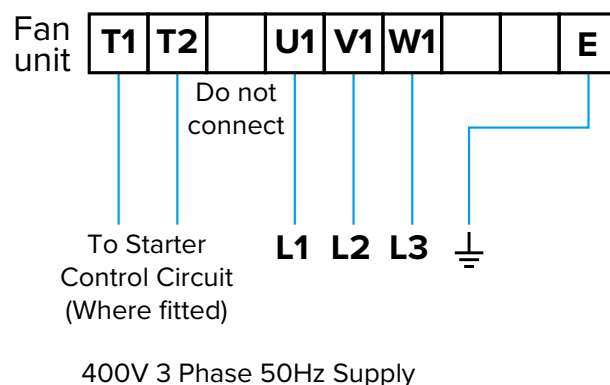 Fan
unit
T1 T2 U1 V1 W1 E
Do not
connect
To Starter
Control Circuit
(Where fitted)
L1 L2 L3
400V 3 Phase 50Hz Supply